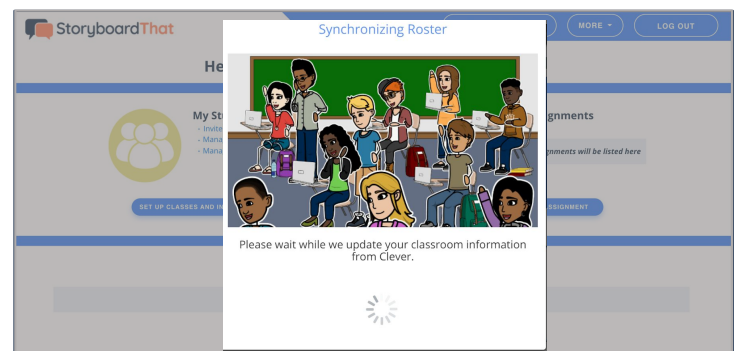 StoryboardThat
Synchronizing Roster
MORE
LOG OUT
He
My St
- Invite
- Mana
- Mana
gnments
gnments will be listed here
SET UP CLASSES AND IN
SSIGNMENT
Please wait while we update your classroom information
from Clever.